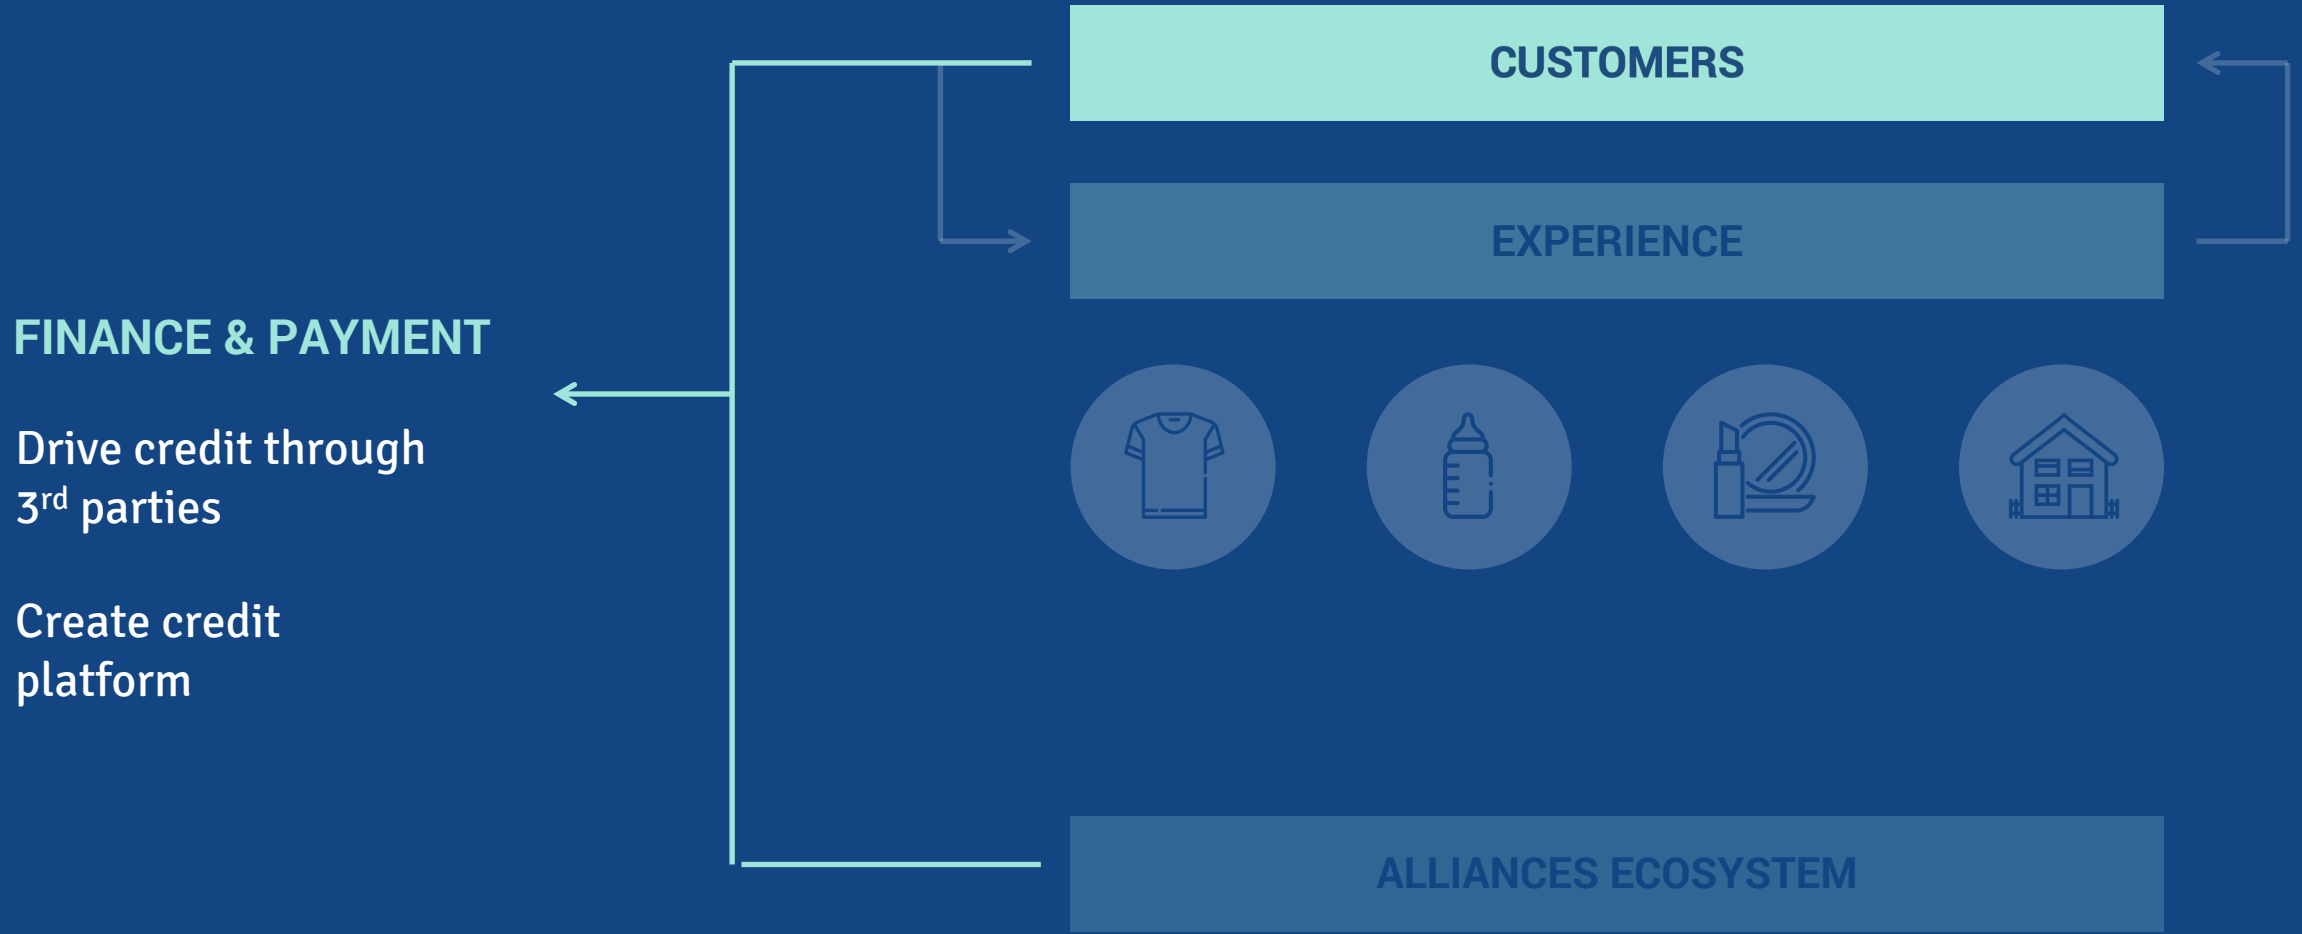 CUSTOMERS
EXPERIENCE
FINANCE & PAYMENT
Drive credit through
3rd parties
Create credit
platform
ALLIANCES ECOSYSTEM